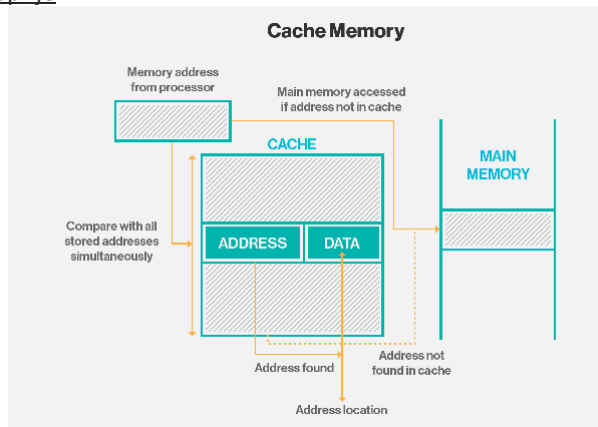 Cache Memory
Memory address
from processor
Main memory accessed
if address not in cache
CACHE
MAIN
MEMORY
Compare with all
stored addresses
simultaneously
ADDRESS
DATA
Address found
Address not
found in cache
Address location